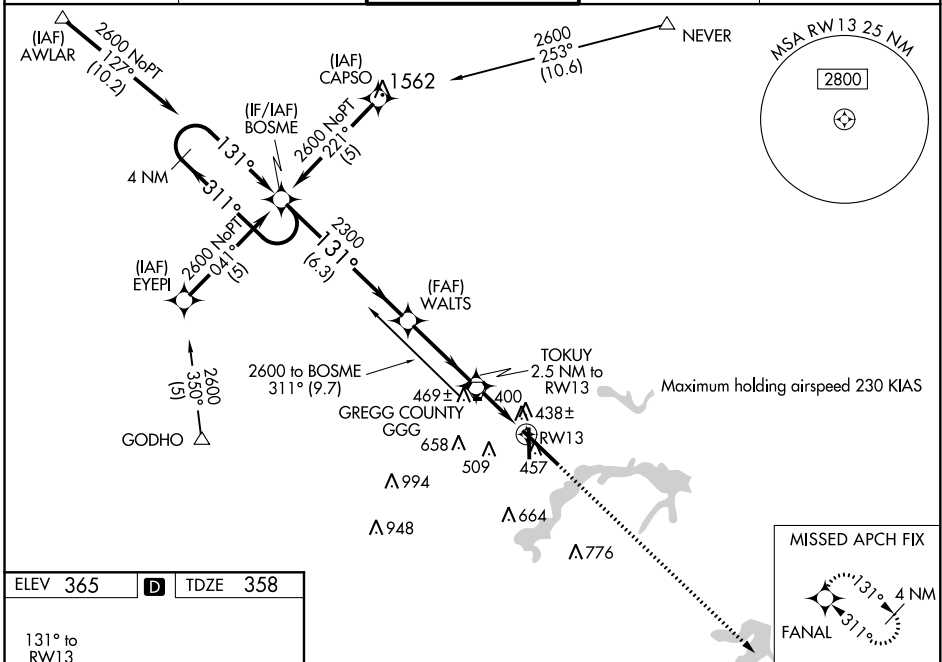 (IAF)
AWLAR
2600 NoPT
127°
(10.2)
(IAF)
CAPSO
1562
2600
253°
(10.6)
NEVER
MSA RW13 25 NM
2800
(IF/IAF)
BOSME
2600 NoPT
221°
(5)
131°
4 NM
311°
2600 NoPT
041°
(5)
(IAF)
EYEPI
2300
131°
(6.3)
(FAF)
WALTS
2600
350°
(5)
GODHO
2600 to BOSME
311° (9.7)
TOKUY
2.5 NM to
RW13
Maximum holding airspeed 230 KIAS
469±
400
GREGG COUNTY
GGG
438±
RW13
658
509
457
994
948
664
776
MISSED APCH FIX
131°
4 NM
311°
FANAL
ELEV 365 D TDZE 358
131° to
RW13